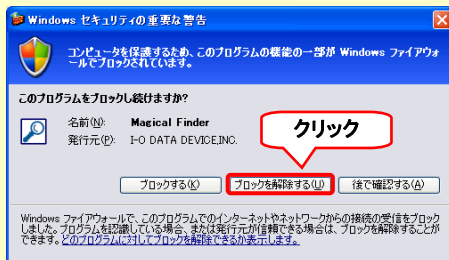 Windows セキュリティの重要な警告
コンピュータを保護するため、このプログラムの機能の一部が Windows ファイアウォ
ールでブロックされています。
このプログラムをブロックし続けますか?
名前(N): Magical Finder
発行元(P): I-O DATA DEVICE,INC.
クリック
ブロックする(K) ブロックを解除する(U) 後で確認する(A)
Windows ファイアウォールで、このプログラムでのインターネットやネットワークからの接続の受信をブロック
しました。プログラムを認識している場合、または発行元が信頼できる場合は、ブロックを解除することが
できます。どのプログラムに対してブロックを解除できるか表示します。